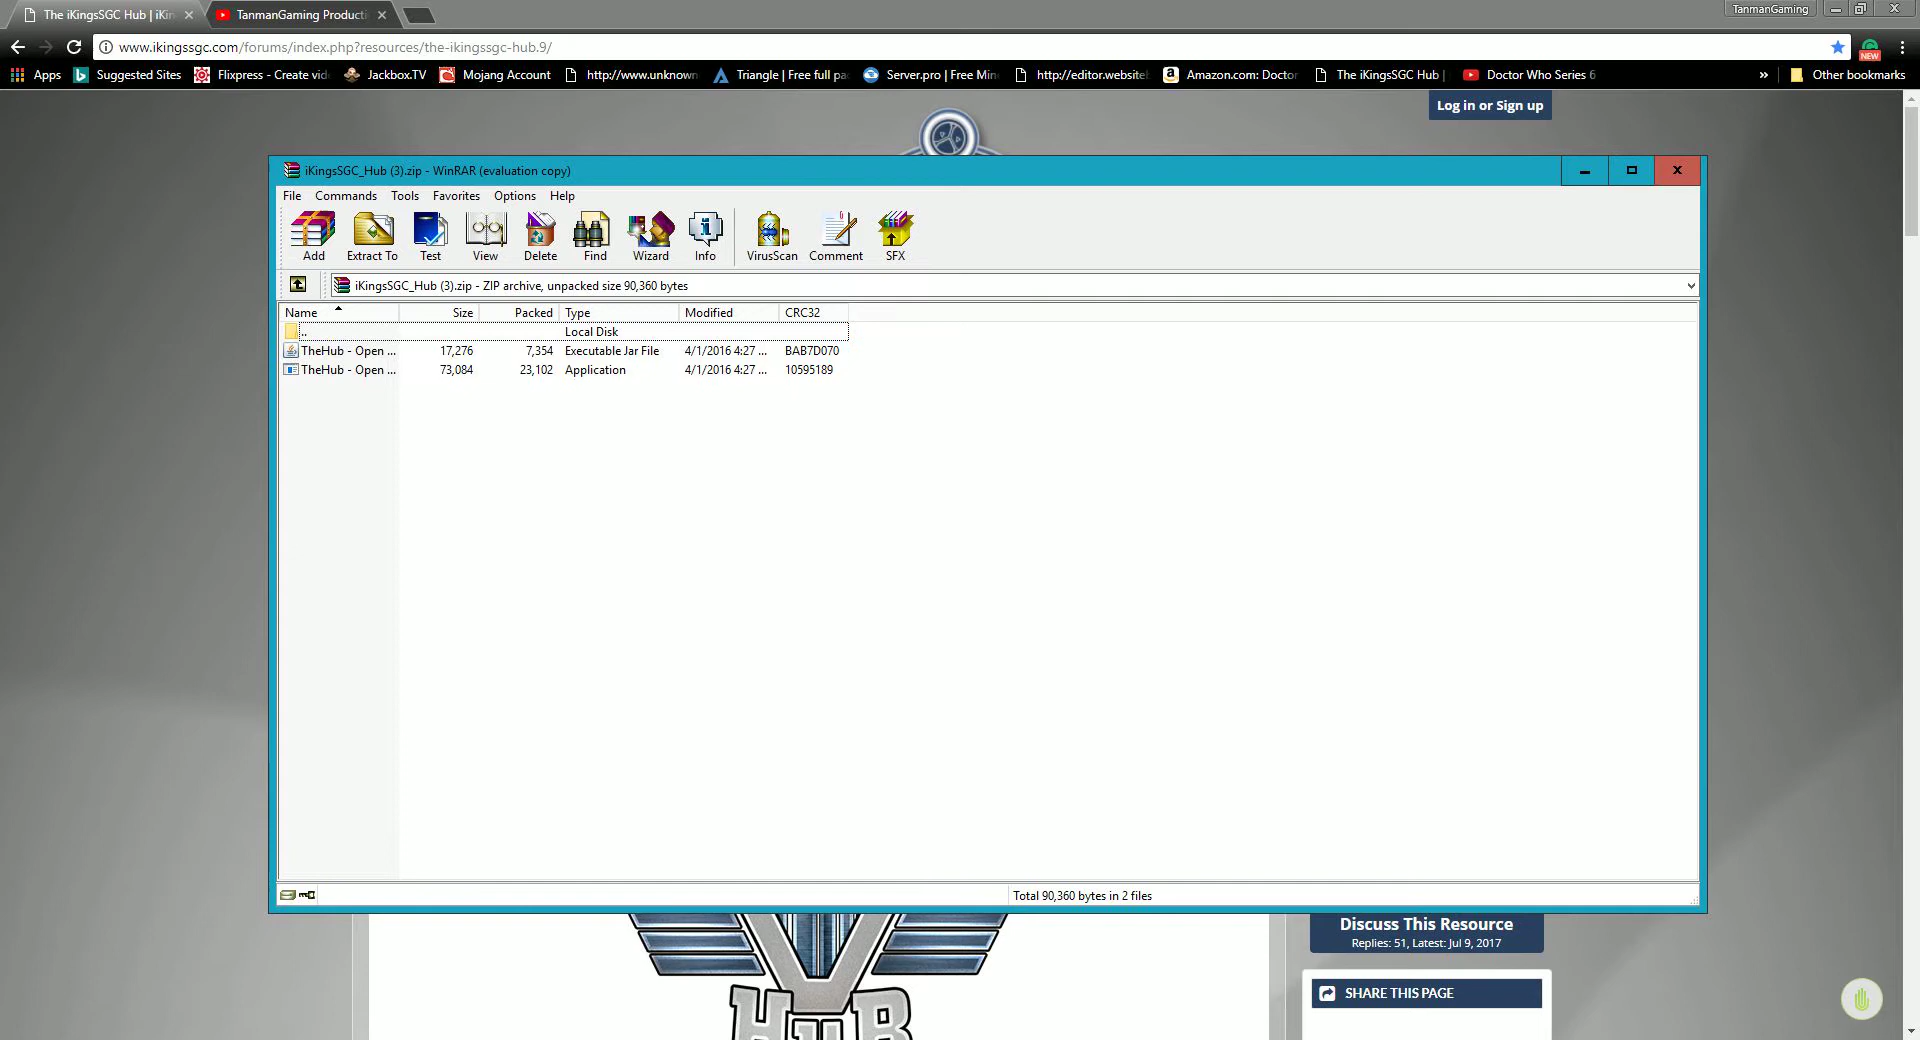 The iKingsSGC Hub | iKin
TanmanGaming Producti
TanmanGaming
www.ikingssgc.com/forums/index.php?resources/the-ikingssgc-hub.9/
NEW
Apps
Suggested Sites
Flixpress - Create vid
Jackbox.TV
Mojang Account
http://www.unknown
Triangle | Free full pa
Server.pro | Free Min
http://editor.website
Amazon.com: Doctor
The iKingsSGC Hub |
Doctor Who Series 6
»
Other bookmarks
Log in or Sign up
iKingsSGC_Hub (3).zip - WinRAR (evaluation copy)
File Commands Tools Favorites Options Help
Add Extract To Test View Delete Find Wizard Info VirusScan Comment SFX
iKingsSGC_Hub (3).zip - ZIP archive, unpacked size 90,360 bytes
Name Size Packed Type Modified CRC32
.. Local Disk
TheHub - Open ... 17,276 7,354 Executable Jar File 4/1/2016 4:27 ... BAB7D070
TheHub - Open ... 73,084 23,102 Application 4/1/2016 4:27 ... 10595189
Total 90,360 bytes in 2 files
Discuss This Resource
Replies: 51, Latest: Jul 9, 2017
SHARE THIS PAGE
HUB